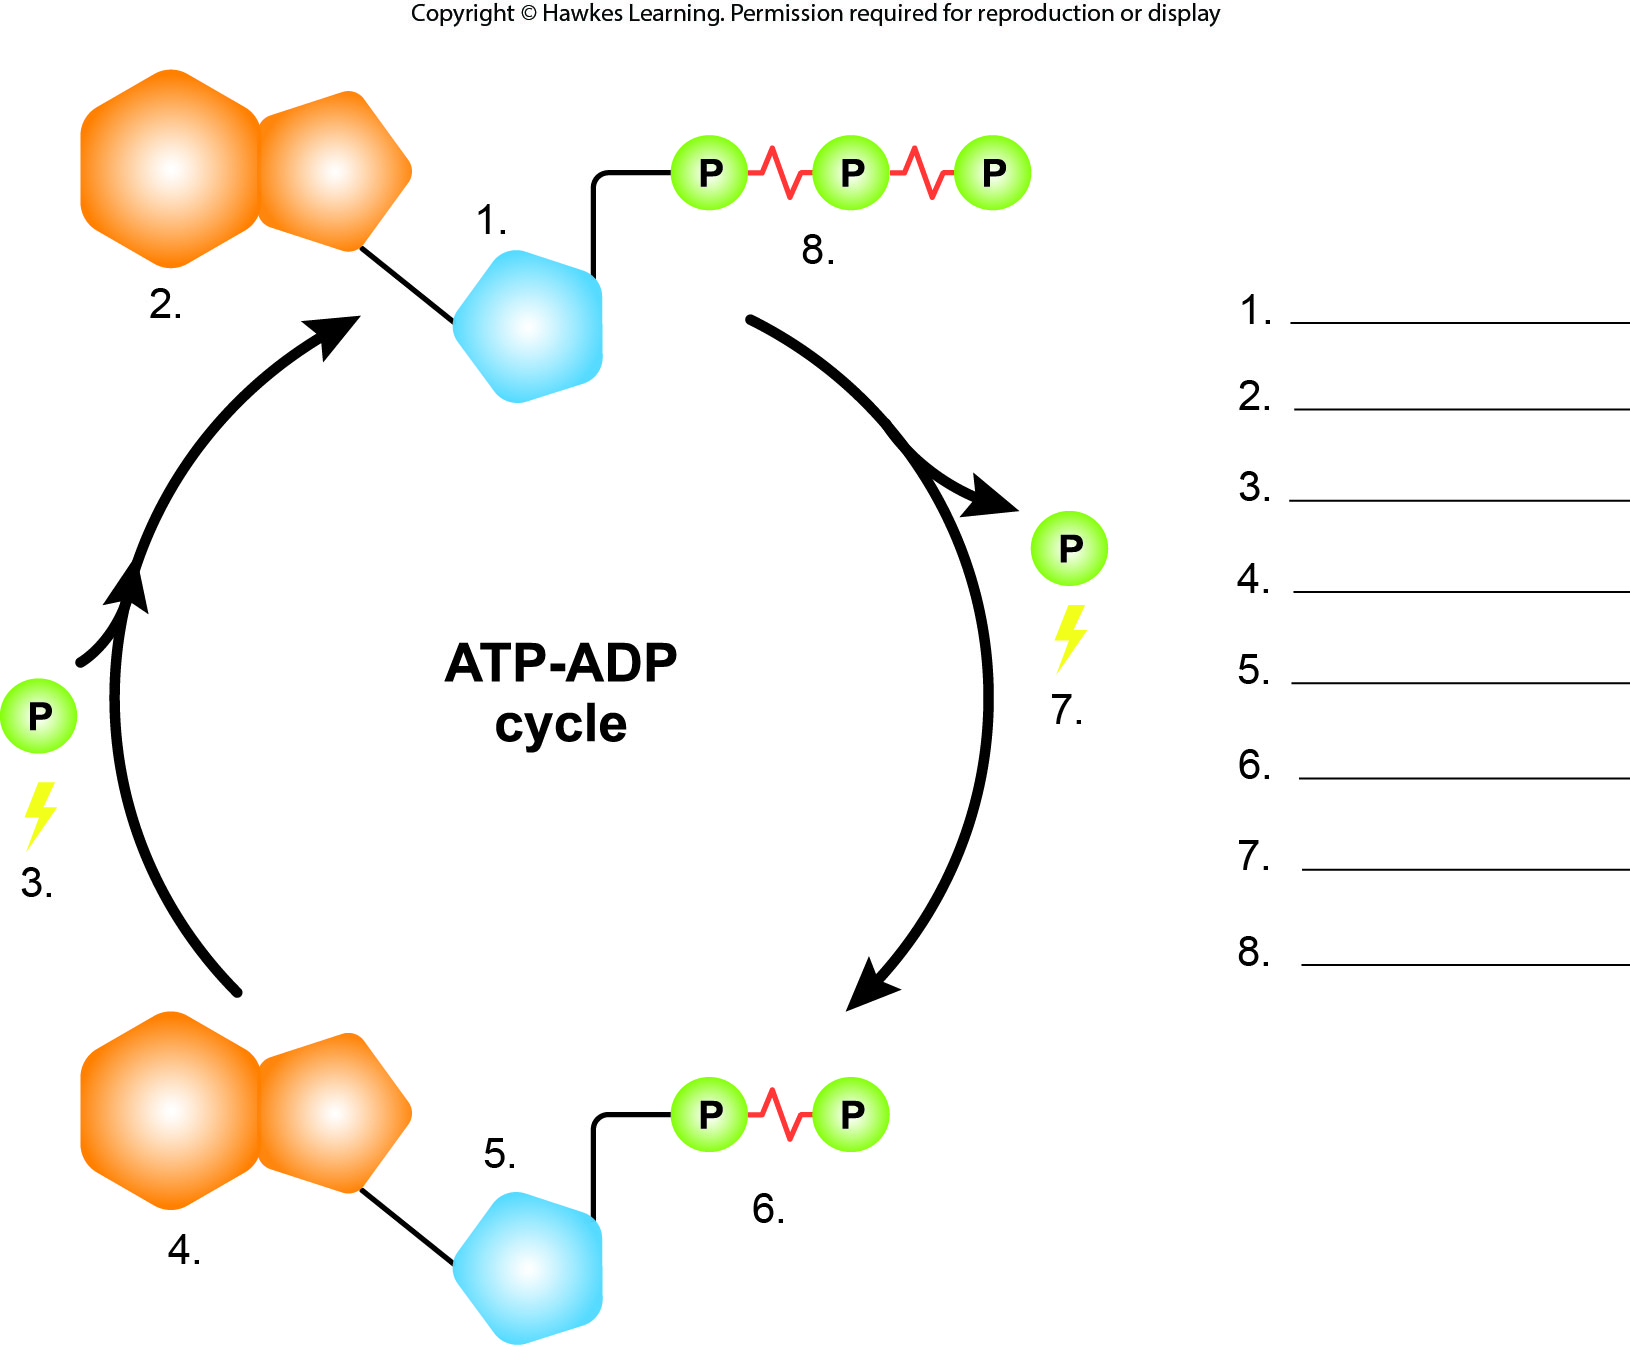 Copyright © Hawkes Learning. Permission required for reproduction or display
P P P
1.
8.
2.
1.
2.
3.
P
4.
ATP-ADP
cycle
5.
P
7.
6.
3.
7.
8.
P P
5.
6.
4.